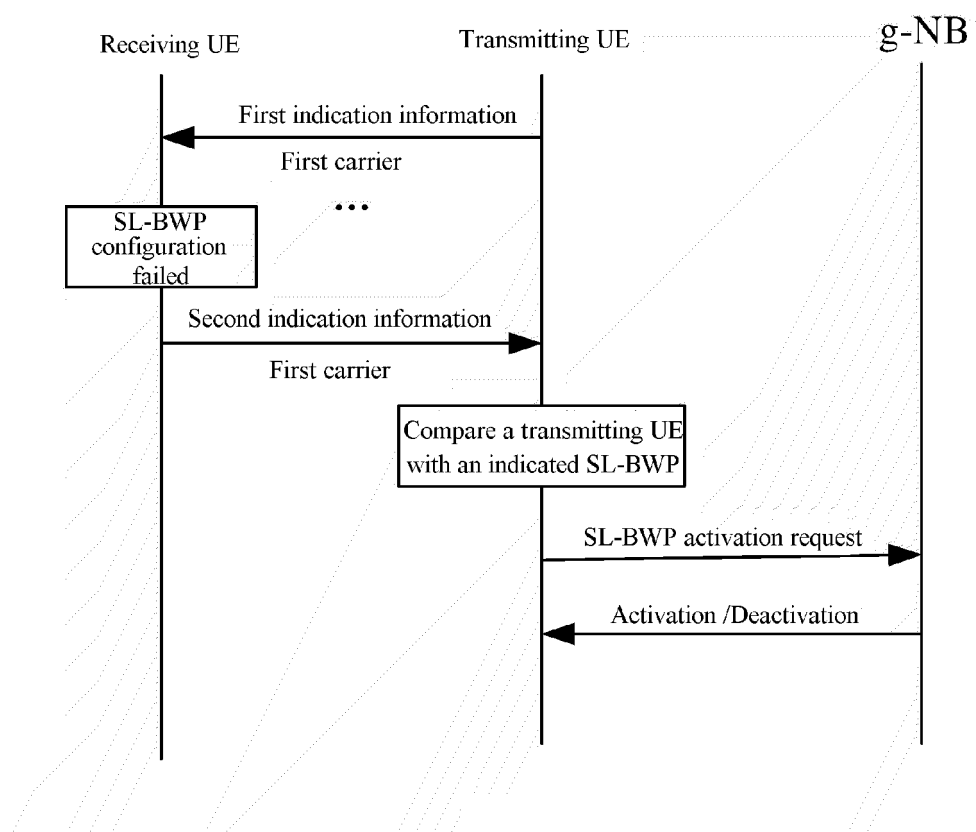 Receiving UE
Transmitting UE
g-NB
First indication information
First carrier
...
SL-BWP
configuration
failed
Second indication information
First carrier
Compare a transmitting UE
with an indicated SL-BWP
SL-BWP activation request
Activation /Deactivation